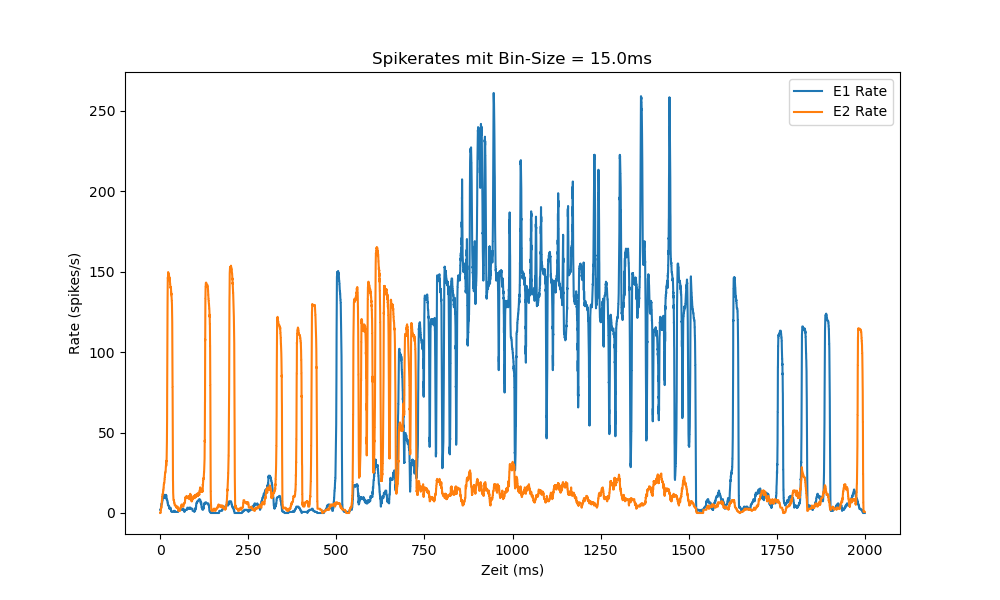 Spikerates mit Bin-Size = 15.0ms
E1 Rate
E2 Rate
250
200
150
100
50
0
Rate (spikes/s)
0 250 500 750 1000 1250 1500 1750 2000
Zeit (ms)